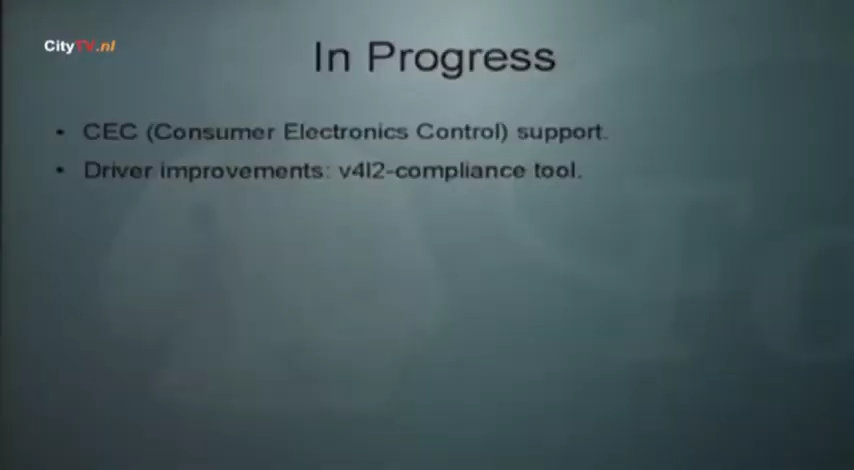 CityTV.nl
In Progress
• CEC (Consumer Electronics Control) support.
• Driver improvements: v4l2-compliance tool.